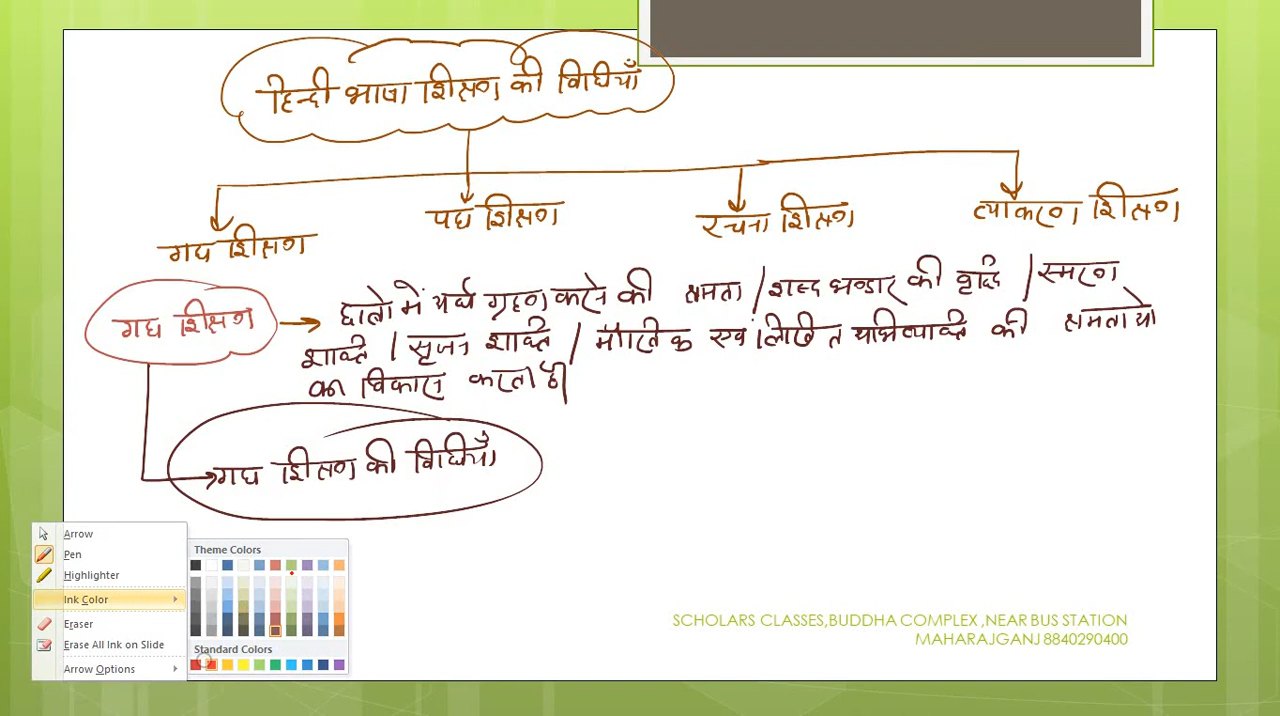 हिन्दी भाषा शिक्षण की विधियाँ
गद्य शिक्षण
पद्य शिक्षण
रचना शिक्षण
व्याकरण शिक्षण
गद्य शिक्षण → छात्रो में अर्थ ग्रहण करने की क्षमता / शब्द भण्डार की वृद्धि / स्मरण
शक्ति / सृजन शक्ति / मौखिक एवं लिखित अभिव्यक्ति की क्षमताओ
का विकास करता है।
गद्य शिक्षण की विधियाँ
Arrow
Pen
Highlighter
Ink Color
Eraser
Erase All Ink on Slide
Arrow Options
Theme Colors
Standard Colors
SCHOLARS CLASSES,BUDDHA COMPLEX ,NEAR BUS STATION
MAHARAJGANJ 8840290400